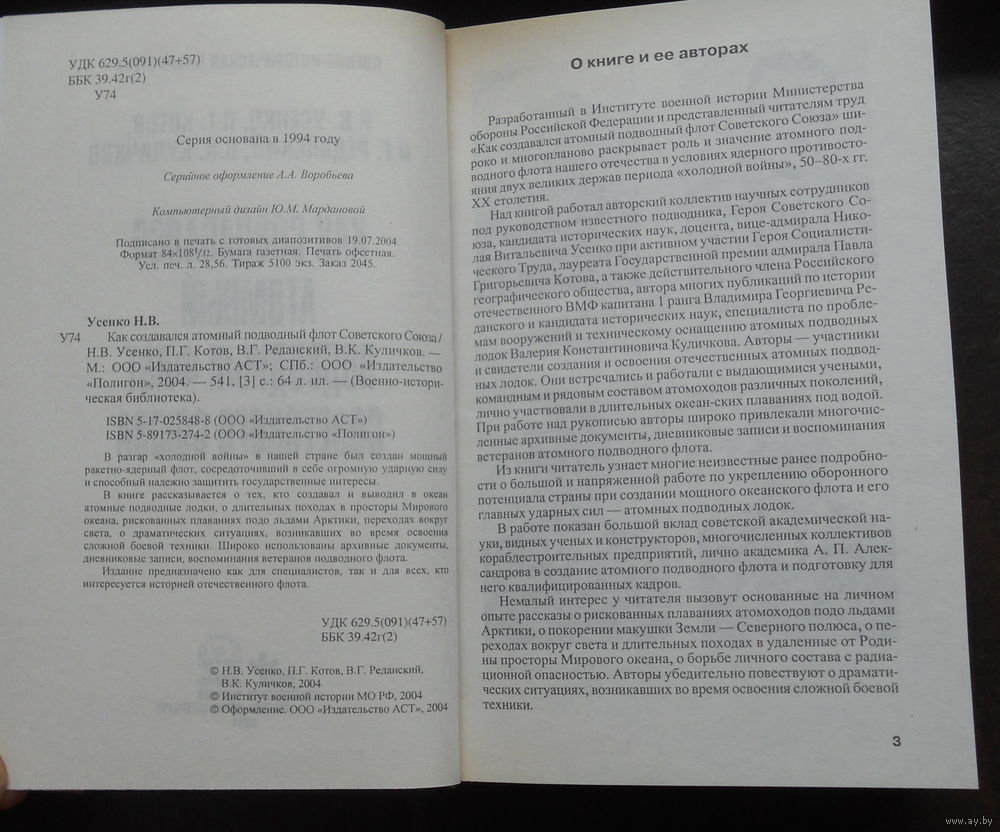 УДК 629.5(091)(47+57)
ББК 39.42г(2)
У74
Серия основана в 1994 году
Серийное оформление А.А. Воробьева
Компьютерный дизайн Ю.М. Мардановой
Подписано в печать с готовых диапозитивов 19.07.2004.
Формат 84×108¹/₃₂. Бумага газетная. Печать офсетная.
Усл. печ. л. 28,56. Тираж 5100 экз. Заказ 2045.
Усенко Н.В.
У74 Как создавался атомный подводный флот Советского Союза/
Н.В. Усенко, П.Г. Котов, В.Г. Реданский, В.К. Куличков. —
М.: ООО «Издательство АСТ»; СПб.: ООО «Издательство
«Полигон», 2004. — 541, [3] с.: 64 л. ил. — (Военно-истори-
ческая библиотека).
ISBN 5-17-025848-8 (ООО «Издательство АСТ»)
ISBN 5-89173-274-2 (ООО «Издательство «Полигон»)
В разгар «холодной войны» в нашей стране был создан мощный
ракетно-ядерный флот, сосредоточивший в себе огромную ударную силу
и способный надежно защитить государственные интересы.
В книге рассказывается о тех, кто создавал и выводил в океан
атомные подводные лодки, о длительных походах в просторы Мирового
океана, рискованных плаваниях подо льдами Арктики, переходах вокруг
света, о драматических ситуациях, возникавших во время освоения
сложной боевой техники. Широко использованы архивные документы,
дневниковые записи, воспоминания ветеранов подводного флота.
Издание предназначено как для специалистов, так и для всех, кто
интересуется историей отечественного флота.
УДК 629.5(091)(47+57)
ББК 39.42г(2)
© Н.В. Усенко, П.Г. Котов, В.Г. Реданский,
В.К. Куличков, 2004
© Институт военной истории МО РФ, 2004
© Оформление. ООО «Издательство АСТ», 2004
О книге и ее авторах
Разработанный в Институте военной истории Министерства
обороны Российской Федерации и представленный читателям труд
«Как создавался атомный подводный флот Советского Союза» ши-
роко и многопланово раскрывает роль и значение атомного под-
водного флота нашего отечества в условиях ядерного противосто-
яния двух великих держав периода «холодной войны», 50–80-х гг.
XX столетия.
Над книгой работал авторский коллектив научных сотрудников
под руководством известного подводника, Героя Советского Со-
юза, кандидата исторических наук, доцента, вице-адмирала Нико-
лая Витальевича Усенко при активном участии Героя Социалисти-
ческого Труда, лауреата Государственной премии адмирала Павла
Григорьевича Котова, а также действительного члена Российского
географического общества, автора многих публикаций по истории
отечественного ВМФ капитана 1 ранга Владимира Георгиевича Ре-
данского и кандидата исторических наук, специалиста по пробле-
мам вооружений и техническому оснащению атомных подводных
лодок Валерия Константиновича Куличкова. Авторы — участники
и свидетели создания и освоения отечественных атомных подвод-
ных лодок. Они встречались и работали с выдающимися учеными,
командным и рядовым составом атомоходов различных поколений,
лично участвовали в длительных океан-ских плаваниях под водой.
При работе над рукописью авторы широко привлекали многочис-
ленные архивные документы, дневниковые записи и воспоминания
ветеранов атомного подводного флота.
Из книги читатель узнает многие неизвестные ранее подробно-
сти о большой и напряженной работе по укреплению оборонного
потенциала страны при создании мощного океанского флота и его
главных ударных сил — атомных подводных лодок.
В работе показан большой вклад советской академической на-
уки, видных ученых и конструкторов, многочисленных коллективов
кораблестроительных предприятий, лично академика А. П. Алек-
сандрова в создание атомного подводного флота и подготовку для
него квалифицированных кадров.
Немалый интерес у читателя вызовут основанные на личном
опыте рассказы о рискованных плаваниях атомоходов подо льдами
Арктики, о покорении макушки Земли — Северного полюса, о пе-
реходах вокруг света и длительных походах в удаленные от Роди-
ны просторы Мирового океана, о борьбе личного состава с радиа-
ционной опасностью. Авторы убедительно повествуют о драмати-
ческих ситуациях, возникавших во время освоения сложной боевой
техники.
3
www.ay.by